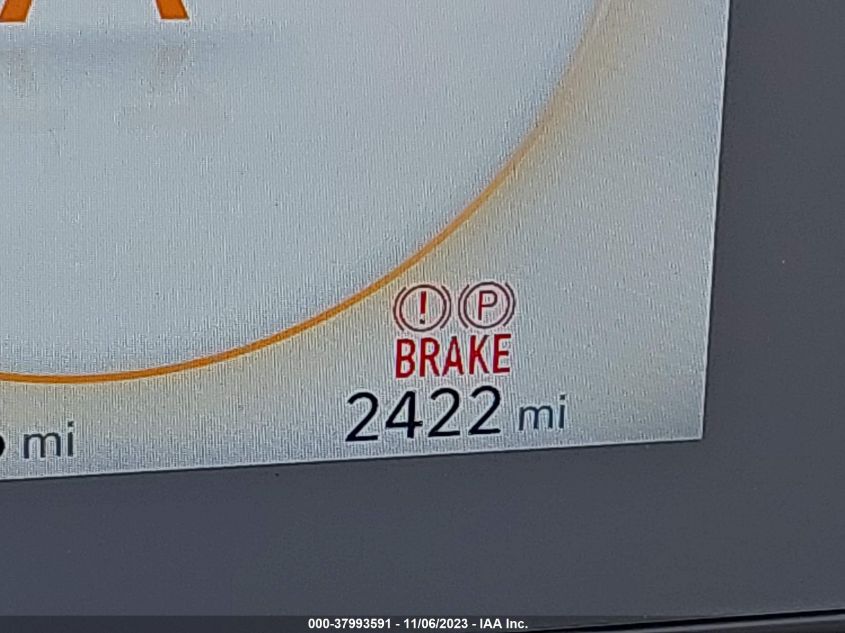 ! P
BRAKE
2422 mi
mi
000-37993591 - 11/06/2023 - IAA Inc.